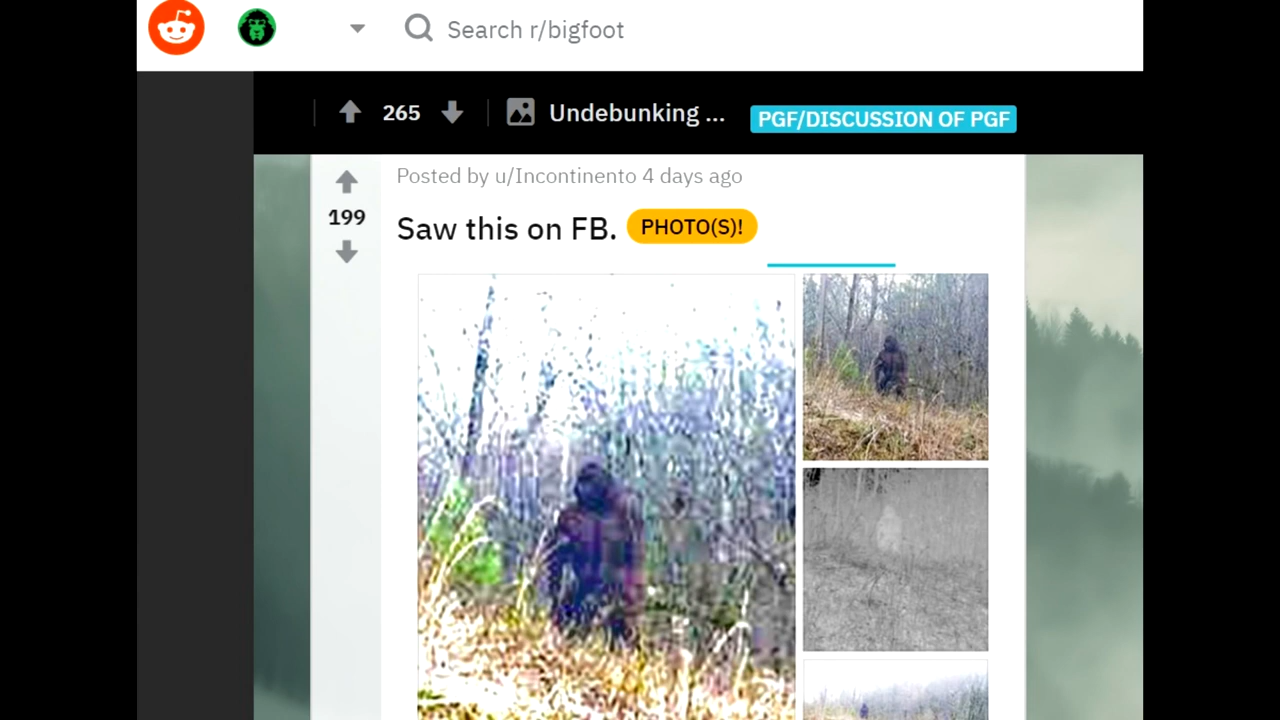 Search r/bigfoot
265
Undebunking ...
PGF/DISCUSSION OF PGF
Posted by u/Incontinento 4 days ago
199
Saw this on FB.
PHOTO(S)!